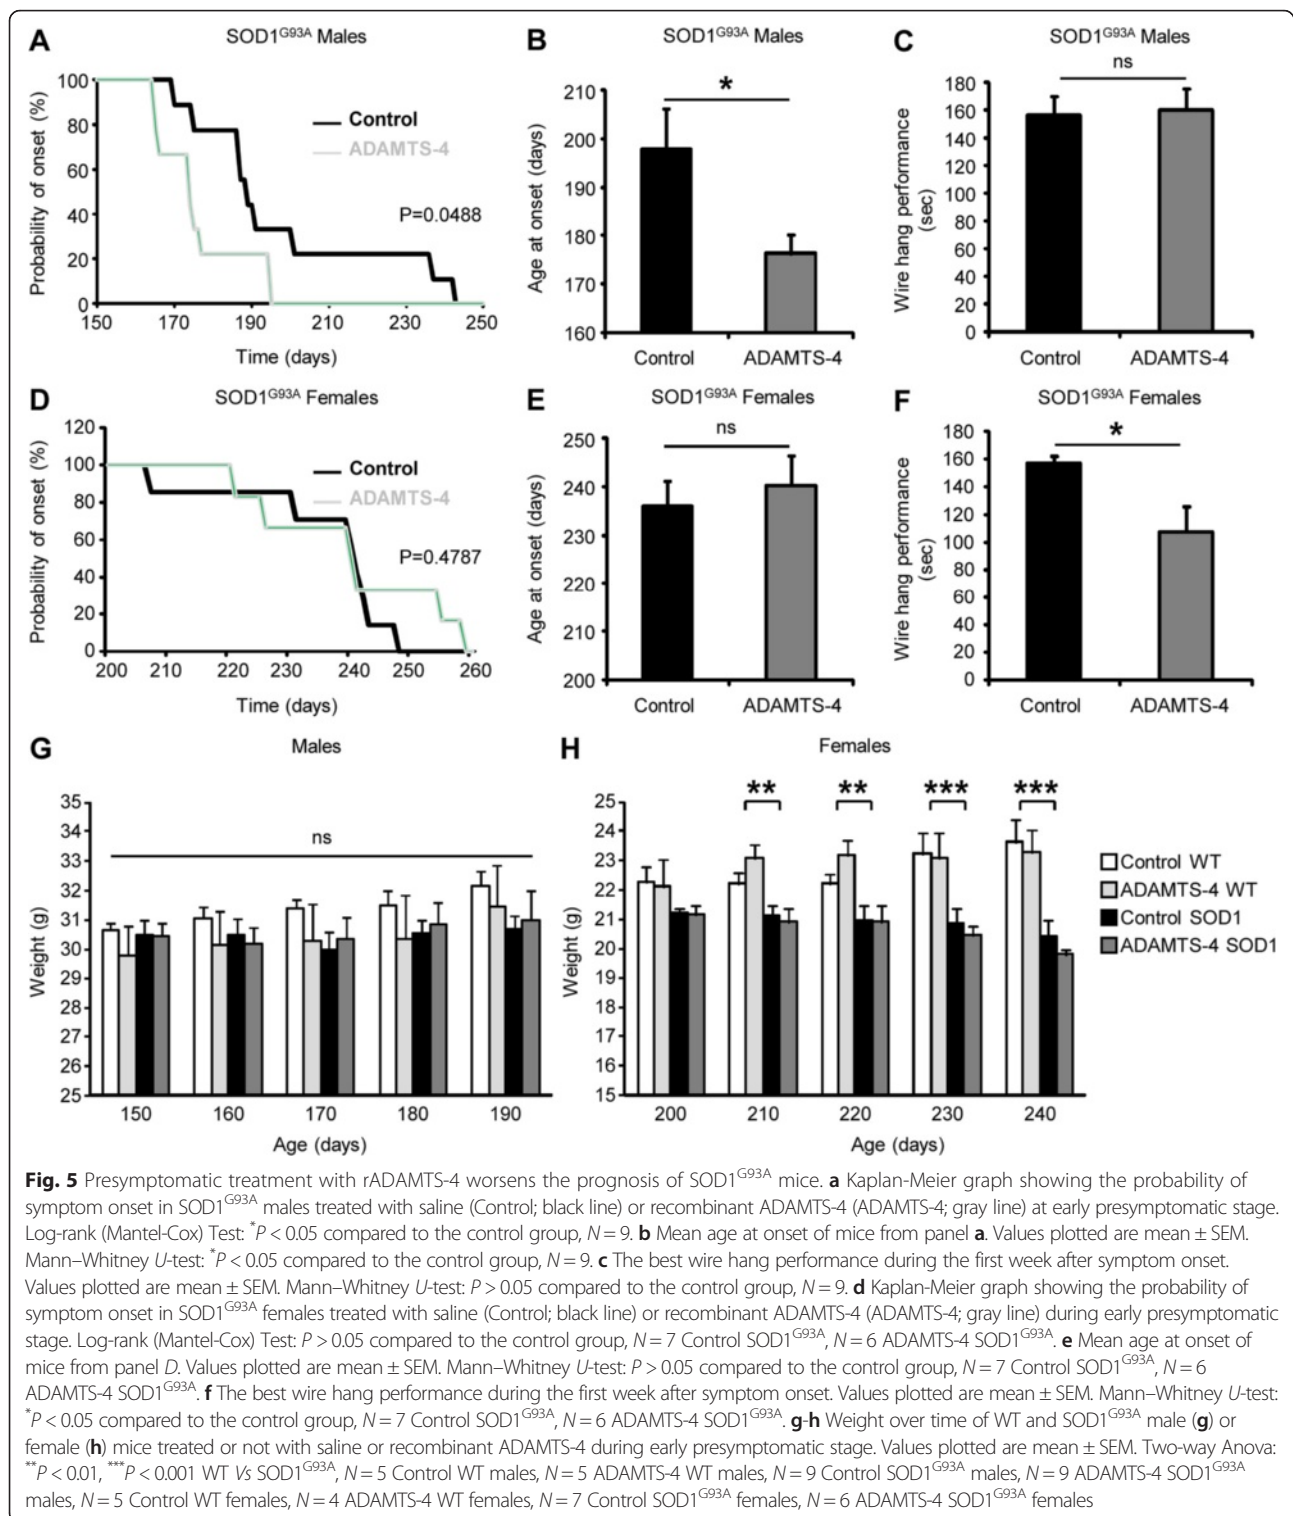 A
SOD1G93A Males
Probability of onset (%)
100
80
60
40
20
0
Control
ADAMTS-4
P=0.0488
150 170 190 210 230 250
Time (days)
B
SOD1G93A Males
*
Age at onset (days)
210
200
190
180
170
160
Control ADAMTS-4
C
SOD1G93A Males
ns
Wire hang performance
(sec)
180
160
140
120
100
80
60
40
20
0
Control ADAMTS-4
D
SOD1G93A Females
Probability of onset (%)
120
100
80
60
40
20
0
Control
ADAMTS-4
P=0.4787
200 210 220 230 240 250 260
Time (days)
E
SOD1G93A Females
ns
Age at onset (days)
250
240
230
220
210
200
Control ADAMTS-4
F
SOD1G93A Females
*
Wire hang performance
(sec)
180
160
140
120
100
80
60
40
20
0
Control ADAMTS-4
G
Males
ns
Weight (g)
35
34
33
32
31
30
29
28
27
26
25
150 160 170 180 190
Age (days)
H
Females
** ** *** ***
Weight (g)
25
24
23
22
21
20
19
18
17
16
15
200 210 220 230 240
Age (days)
Control WT
ADAMTS-4 WT
Control SOD1
ADAMTS-4 SOD1
Fig. 5 Presymptomatic treatment with rADAMTS-4 worsens the prognosis of SOD1G93A mice. a Kaplan-Meier graph showing the probability of
symptom onset in SOD1G93A males treated with saline (Control; black line) or recombinant ADAMTS-4 (ADAMTS-4; gray line) at early presymptomatic stage.
Log-rank (Mantel-Cox) Test: *P < 0.05 compared to the control group, N = 9. b Mean age at onset of mice from panel a. Values plotted are mean ± SEM.
Mann–Whitney U-test: *P < 0.05 compared to the control group, N = 9. c The best wire hang performance during the first week after symptom onset.
Values plotted are mean ± SEM. Mann–Whitney U-test: P > 0.05 compared to the control group, N = 9. d Kaplan-Meier graph showing the probability of
symptom onset in SOD1G93A females treated with saline (Control; black line) or recombinant ADAMTS-4 (ADAMTS-4; gray line) during early presymptomatic
stage. Log-rank (Mantel-Cox) Test: P > 0.05 compared to the control group, N = 7 Control SOD1G93A, N = 6 ADAMTS-4 SOD1G93A. e Mean age at onset of
mice from panel D. Values plotted are mean ± SEM. Mann–Whitney U-test: P > 0.05 compared to the control group, N = 7 Control SOD1G93A, N = 6
ADAMTS-4 SOD1G93A. f The best wire hang performance during the first week after symptom onset. Values plotted are mean ± SEM. Mann–Whitney U-test:
*P < 0.05 compared to the control group, N = 7 Control SOD1G93A, N = 6 ADAMTS-4 SOD1G93A. g-h Weight over time of WT and SOD1G93A male (g) or
female (h) mice treated or not with saline or recombinant ADAMTS-4 during early presymptomatic stage. Values plotted are mean ± SEM. Two-way Anova:
**P < 0.01, ***P < 0.001 WT Vs SOD1G93A, N = 5 Control WT males, N = 5 ADAMTS-4 WT males, N = 9 Control SOD1G93A males, N = 9 ADAMTS-4 SOD1G93A
males, N = 5 Control WT females, N = 4 ADAMTS-4 WT females, N = 7 Control SOD1G93A females, N = 6 ADAMTS-4 SOD1G93A females